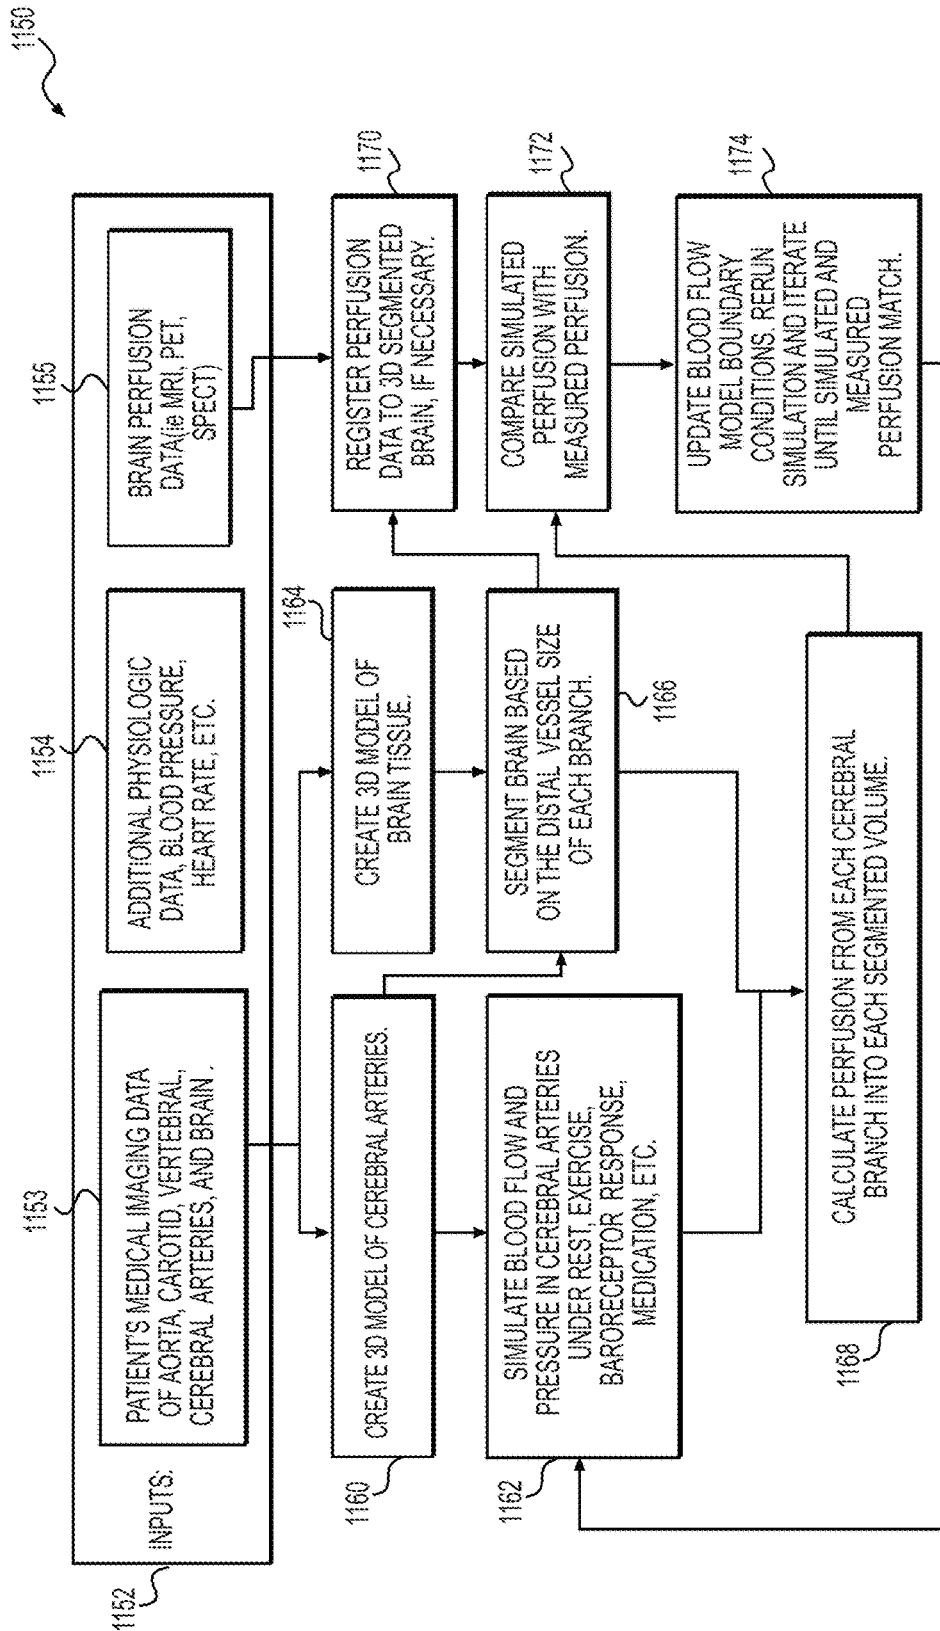 1150
1152
INPUTS:
1153
PATIENT'S MEDICAL IMAGING DATA
OF AORTA, CAROTID, VERTEBRAL,
CEREBRAL ARTERIES, AND BRAIN.
1154
ADDITIONAL PHYSIOLOGIC
DATA, BLOOD PRESSURE,
HEART RATE, ETC.
1155
BRAIN PERFUSION
DATA(ie MRI, PET,
SPECT)
1160
CREATE 3D MODEL OF CEREBRAL ARTERIES.
1164
CREATE 3D MODEL OF
BRAIN TISSUE.
1170
REGISTER PERFUSION
DATA TO 3D SEGMENTED
BRAIN, IF NECESSARY.
1162
SIMULATE BLOOD FLOW AND
PRESSURE IN CEREBRAL ARTERIES
UNDER REST, EXERCISE,
BARORECEPTOR RESPONSE,
MEDICATION, ETC.
1166
SEGMENT BRAIN BASED
ON THE DISTAL VESSEL SIZE
OF EACH BRANCH.
1172
COMPARE SIMULATED
PERFUSION WITH
MEASURED PERFUSION.
1168
CALCULATE PERFUSION FROM EACH CEREBRAL
BRANCH INTO EACH SEGMENTED VOLUME.
1174
UPDATE BLOOD FLOW
MODEL BOUNDARY
CONDITIONS. RERUN
SIMULATION AND ITERATE
UNTIL SIMULATED AND
MEASURED
PERFUSION MATCH.